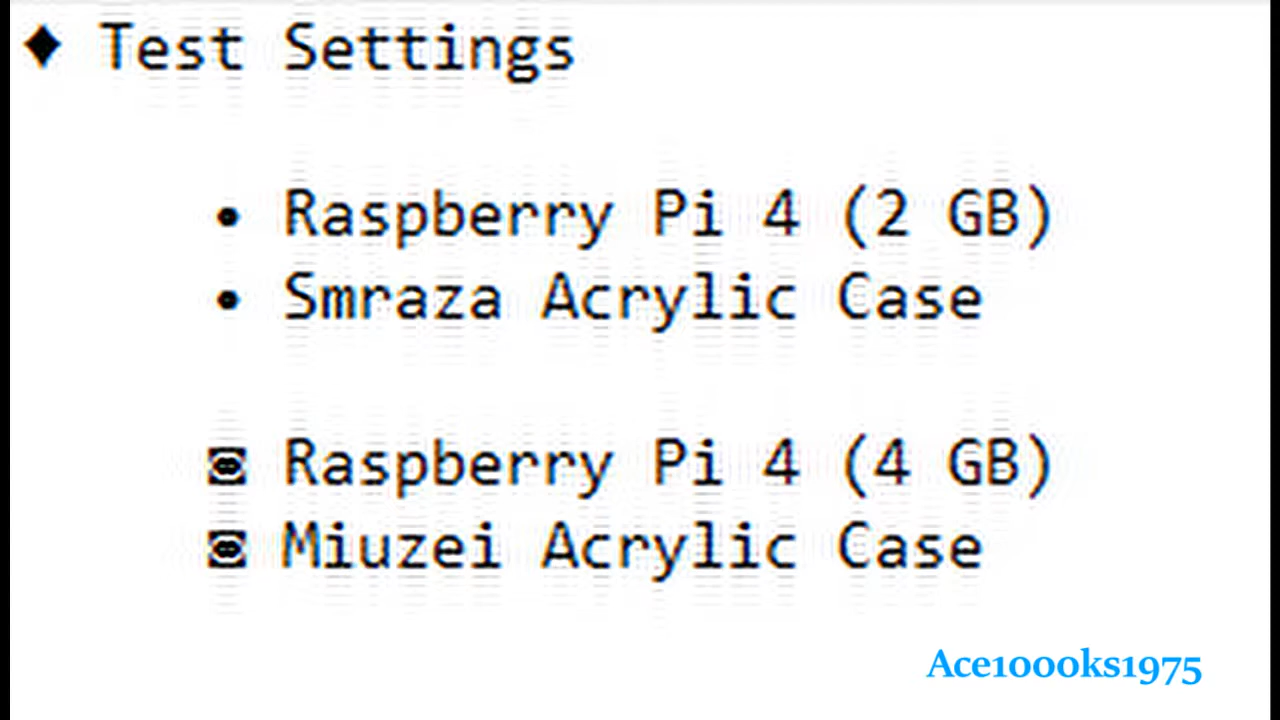 ♦ Test Settings
• Raspberry Pi 4 (2 GB)
• Smraza Acrylic Case
◙ Raspberry Pi 4 (4 GB)
◙ Miuzei Acrylic Case
Ace1000ks1975